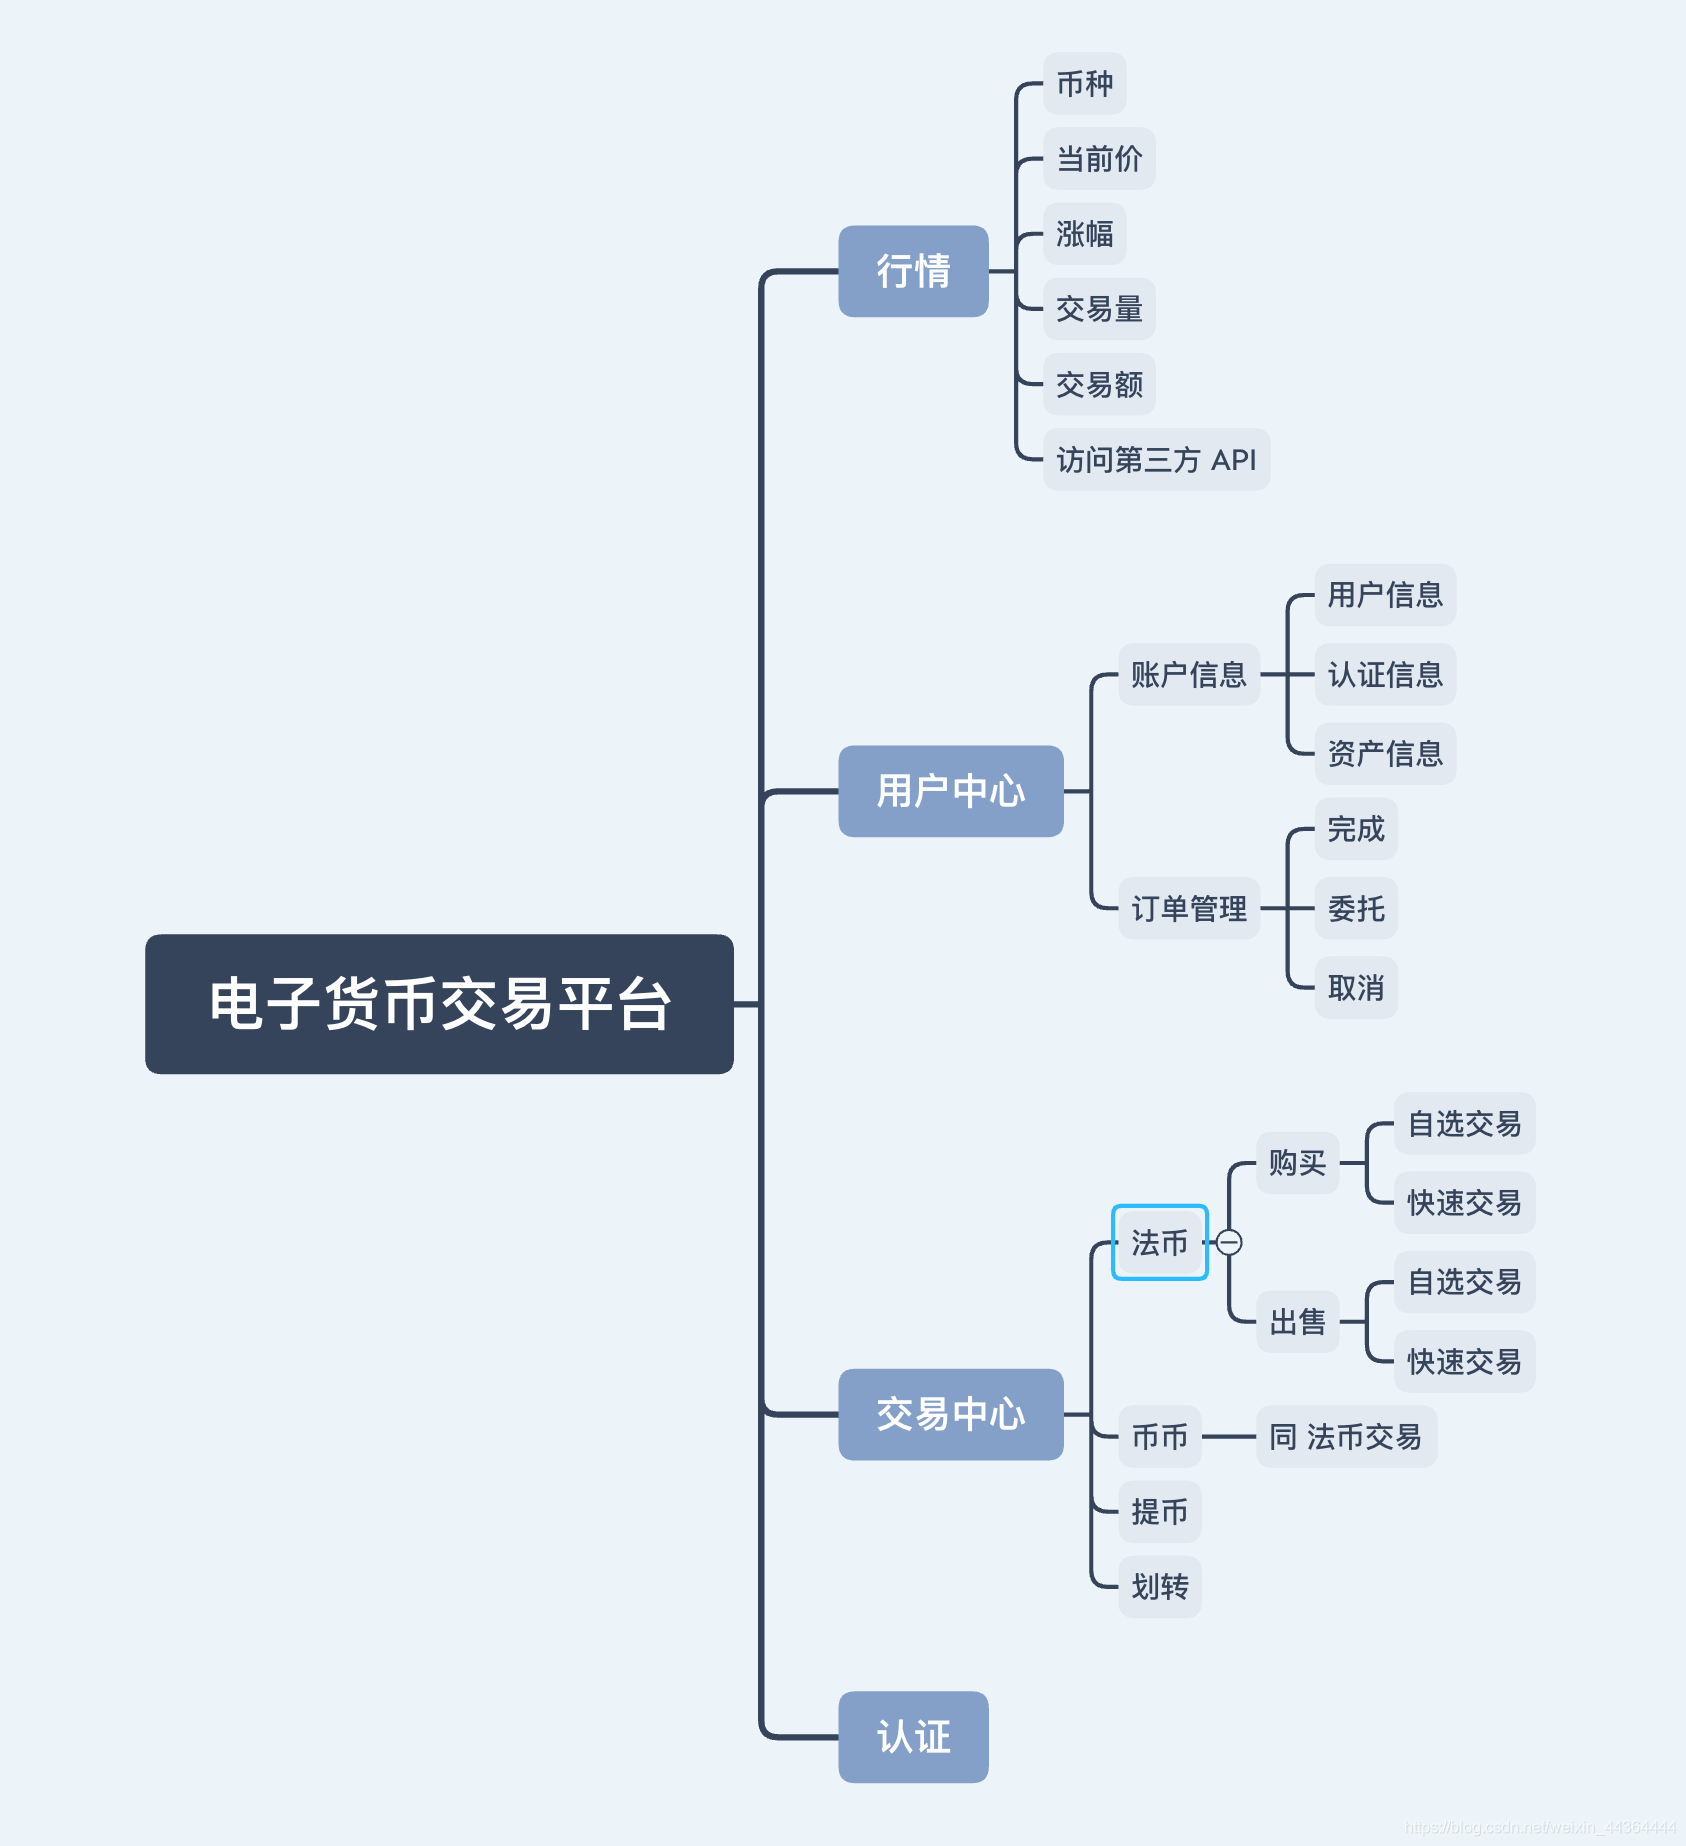 电子货币交易平台
行情
币种
当前价
涨幅
交易量
交易额
访问第三方 API
用户中心
账户信息
用户信息
认证信息
资产信息
订单管理
完成
委托
取消
交易中心
法币
购买
自选交易
快速交易
出售
自选交易
快速交易
币币
同 法币交易
提币
划转
认证
https://blog.csdn.net/weixin_44364444